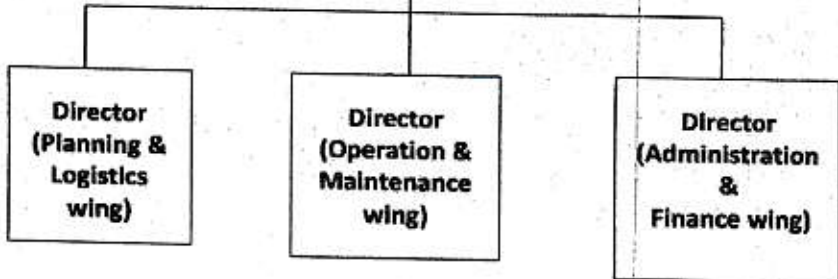 Director
(Planning &
Logistics
wing)
Director
(Operation &
Maintenance
wing)
Director
(Administration
&
Finance wing)